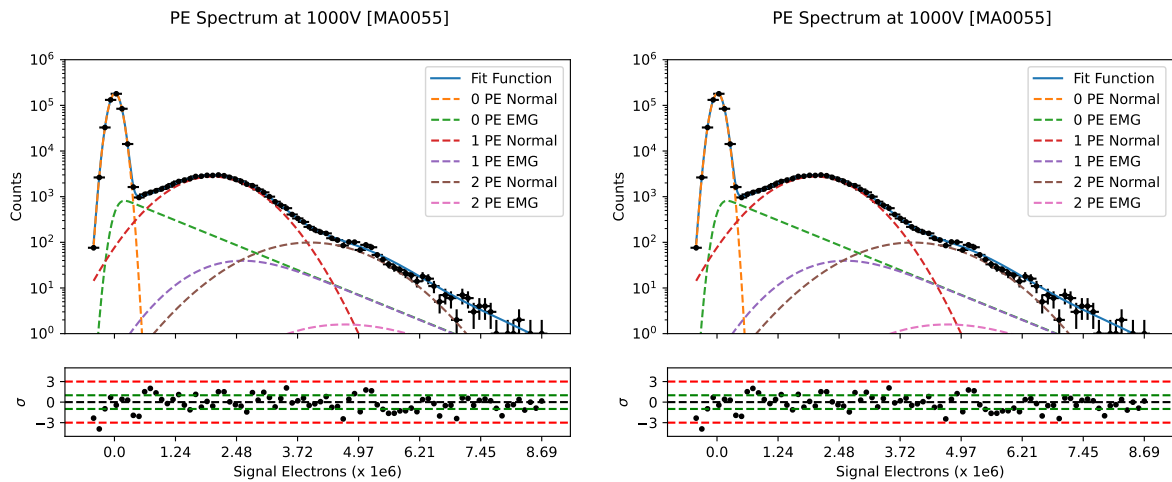 PE Spectrum at 1000V [MA0055]
10^6
10^5
10^4
10^3
10^2
10^1
10^0
Counts
Fit Function
0 PE Normal
0 PE EMG
1 PE Normal
1 PE EMG
2 PE Normal
2 PE EMG
3
0
−3
σ
0.0 1.24 2.48 3.72 4.97 6.21 7.45 8.69
Signal Electrons (x 1e6)
PE Spectrum at 1000V [MA0055]
10^6
10^5
10^4
10^3
10^2
10^1
10^0
Counts
Fit Function
0 PE Normal
0 PE EMG
1 PE Normal
1 PE EMG
2 PE Normal
2 PE EMG
3
0
−3
σ
0.0 1.24 2.48 3.72 4.97 6.21 7.45 8.69
Signal Electrons (x 1e6)